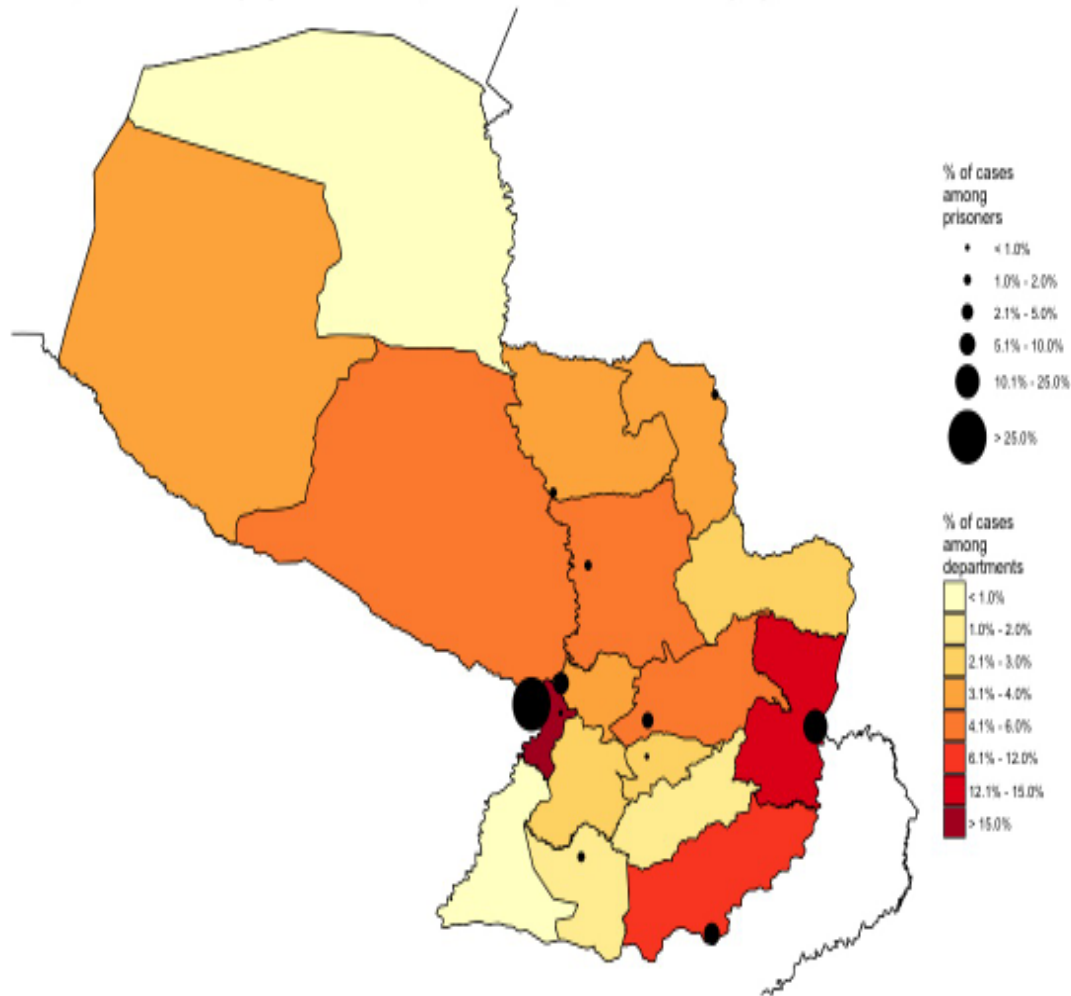 % of cases
among
prisoners
< 1.0%
1.0% - 2.0%
2.1% - 5.0%
5.1% - 10.0%
10.1% - 25.0%
> 25.0%
% of cases
among
departments
< 1.0%
1.0% - 2.0%
2.1% - 3.0%
3.1% - 4.0%
4.1% - 6.0%
6.1% - 12.0%
12.1% - 15.0%
> 15.0%